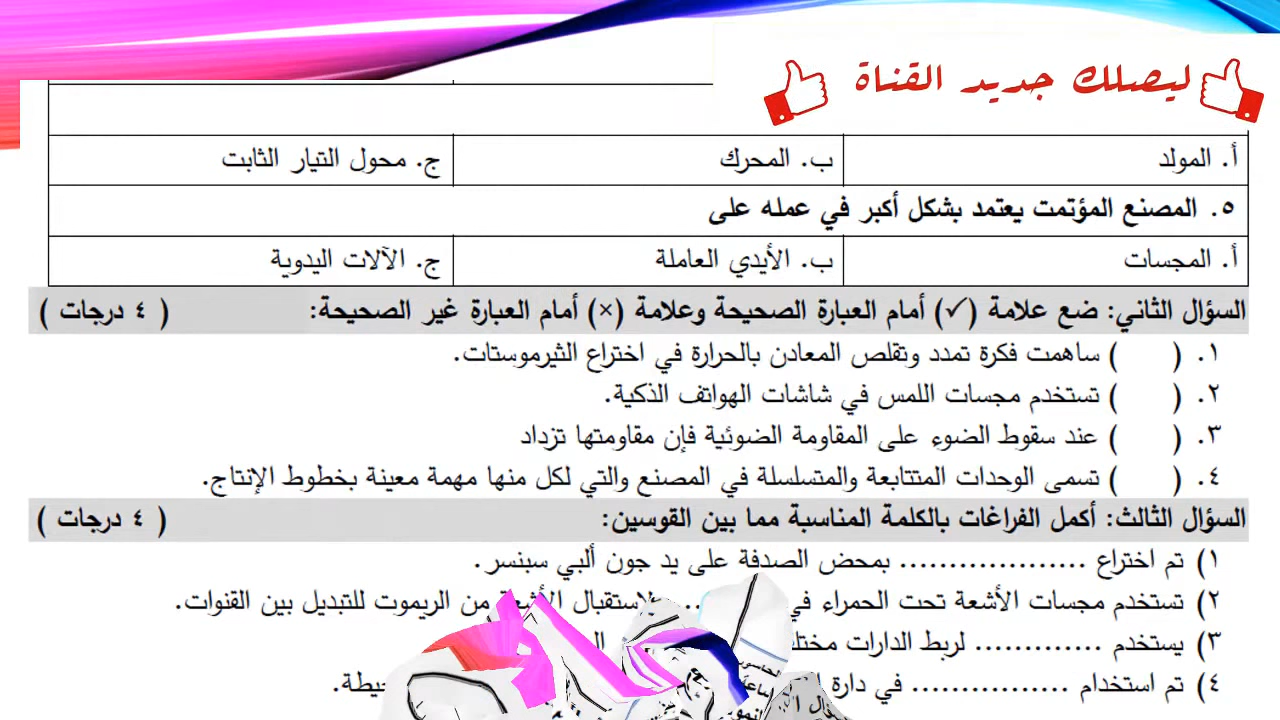 ليصلك جديد القناة
أ. المولد ب. المحرك ج. محول التيار الثابت
٥. المصنع المؤتمت يعتمد بشكل أكبر في عمله على
أ. المجسات ب. الأيدي العاملة ج. الآلات اليدوية
السؤال الثاني: ضع علامة (✓) أمام العبارة الصحيحة وعلامة (×) أمام العبارة غير الصحيحة: ( ٤ درجات )
١. ( ) ساهمت فكرة تمدد وتقلص المعادن بالحرارة في اختراع الثيرموستات.
٢. ( ) تستخدم مجسات اللمس في شاشات الهواتف الذكية.
٣. ( ) عند سقوط الضوء على المقاومة الضوئية فإن مقاومتها تزداد
٤. ( ) تسمى الوحدات المتتابعة والمتسلسلة في المصنع والتي لكل منها مهمة معينة بخطوط الإنتاج.
السؤال الثالث: أكمل الفراغات بالكلمة المناسبة مما بين القوسين: ( ٤ درجات )
١) تم اختراع .................. بمحض الصدفة على يد جون ألبي سبنسر.
٢) تستخدم مجسات الأشعة تحت الحمراء في ... لاستقبال الأشعة من الريموت للتبديل بين القنوات.
٣) يستخدم ............. لربط الدارات
٤) تم استخدام ................ في دارة